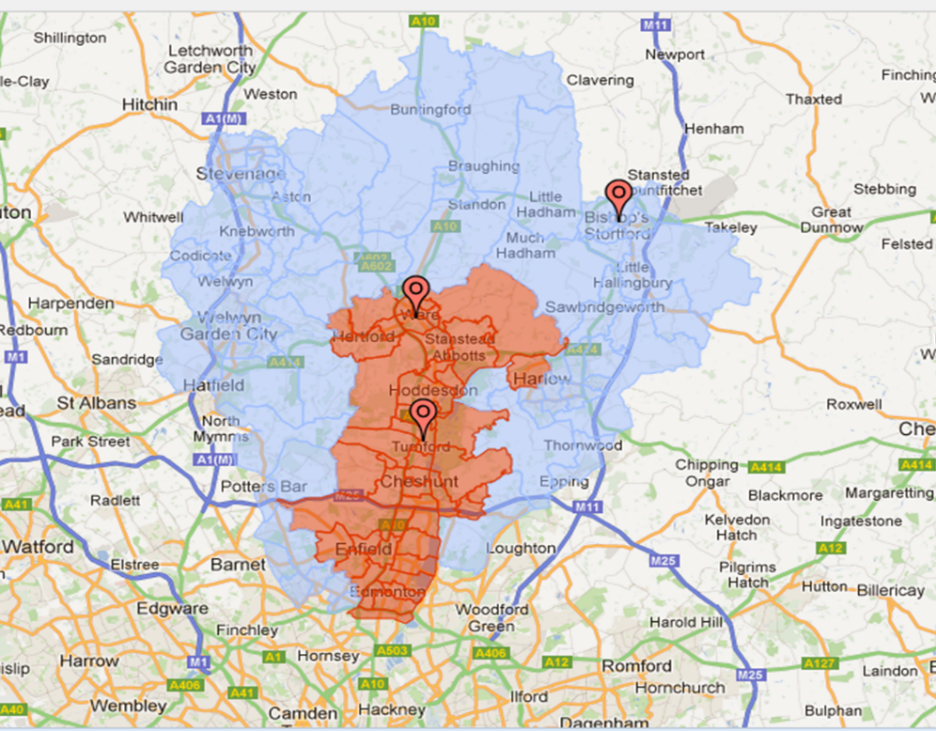 A10
M11
Shillington
Letchworth
Garden City
Newport
le-Clay
Clavering
Finching
Weston
Thaxted
Hitchin
Buntingford
A1(M)
Henham
Braughing
Stevenage
Stansted
Aston
Little
Hadham
Stebbing
Standon
Bishop's
Stortford
Whitwell
Great
Dunmow
Knebworth
A10
Takeley
Much
Hadham
Felsted
Codicote
A602
A602
Welwyn
Little
Hallingbury
Harpenden
Sawbridgeworth
Ware
Welwyn
Garden City
Redbourn
Hertford
Stanstead
Abbotts
M1
A414
A414
Sandridge
Harlow
Hatfield
Hoddesdon
St Albans
Roxwell
North
Mymms
Park Street
Turnford
Thornwood
A1(M)
Chipping
Ongar
A414
A414
Cheshunt
Epping
Potters Bar
Blackmore
Margaretting
Radlett
M25
A41
M11
A10
Kelvedon
Hatch
Ingatestone
Watford
Enfield
Loughton
A12
Elstree
Barnet
M25
Pilgrims
Hatch
Hutton
Billericay
Edmonton
Edgware
Woodford
Green
Harold Hill
Finchley
A503
A406
Harrow
M1
A1
Hornsey
A12
Romford
A127
Laindon
A406
A41
A10
M25
Hornchurch
Wembley
Ilford
A40
Camden
Hackney
Bulphan
Dagenham